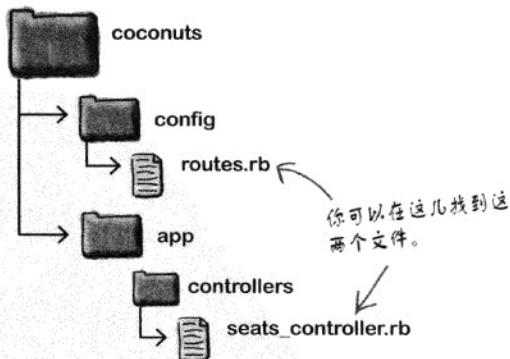 coconuts
config
routes.rb
你可以在这儿找到这
两个文件。
app
controllers
seats_controller.rb